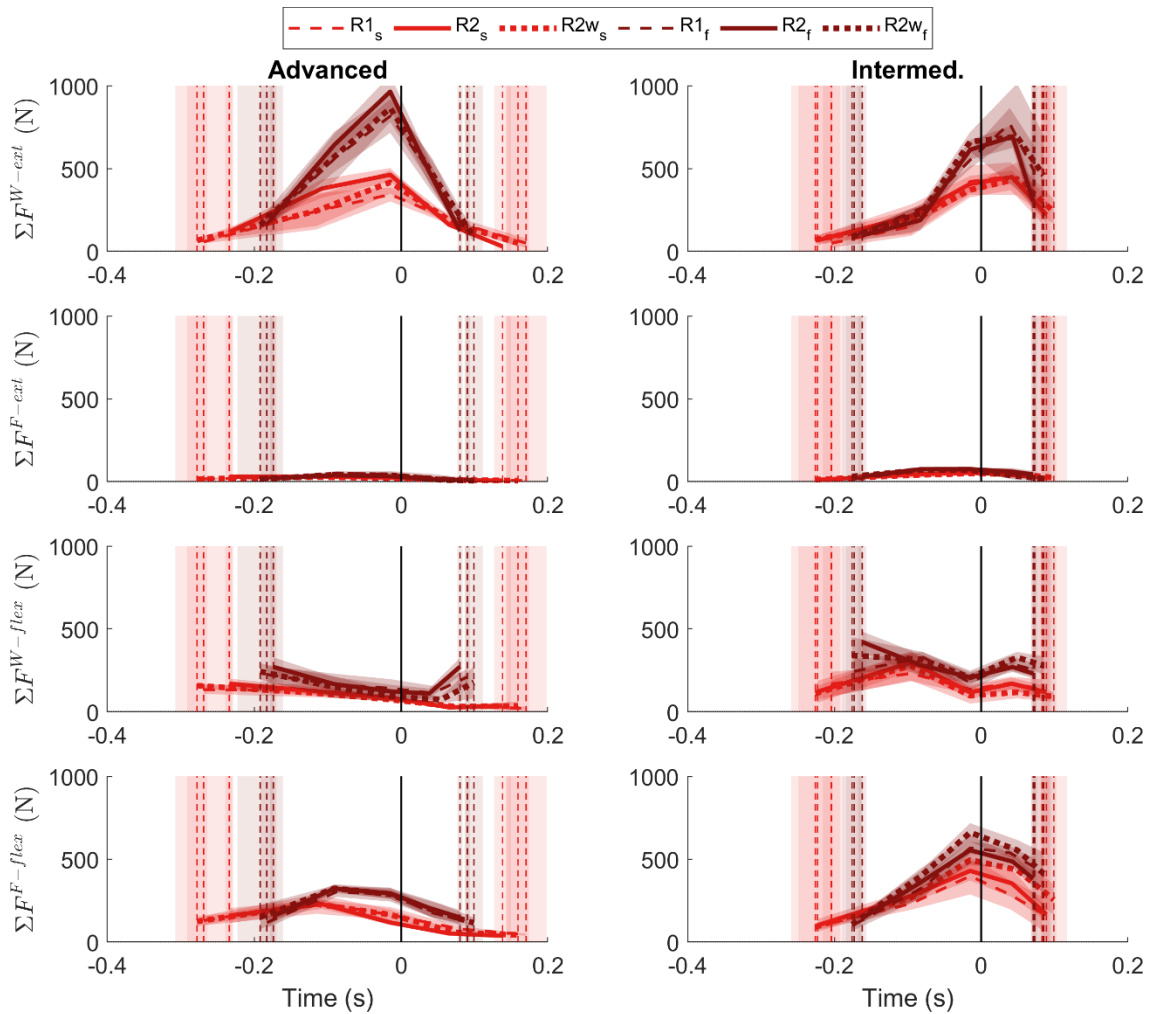 R1s R2s R2ws R1f R2f R2wf
Advanced Intermed.
ΣF^W−ext (N)
1000 1000
500 500
0 0
-0.4 -0.2 0 0.2 -0.4 -0.2 0 0.2
ΣF^F−ext (N)
1000 1000
500 500
0 0
-0.4 -0.2 0 0.2 -0.4 -0.2 0 0.2
ΣF^W−flex (N)
1000 1000
500 500
0 0
-0.4 -0.2 0 0.2 -0.4 -0.2 0 0.2
ΣF^F−flex (N)
1000 1000
500 500
0 0
-0.4 -0.2 0 0.2 -0.4 -0.2 0 0.2
Time (s) Time (s)